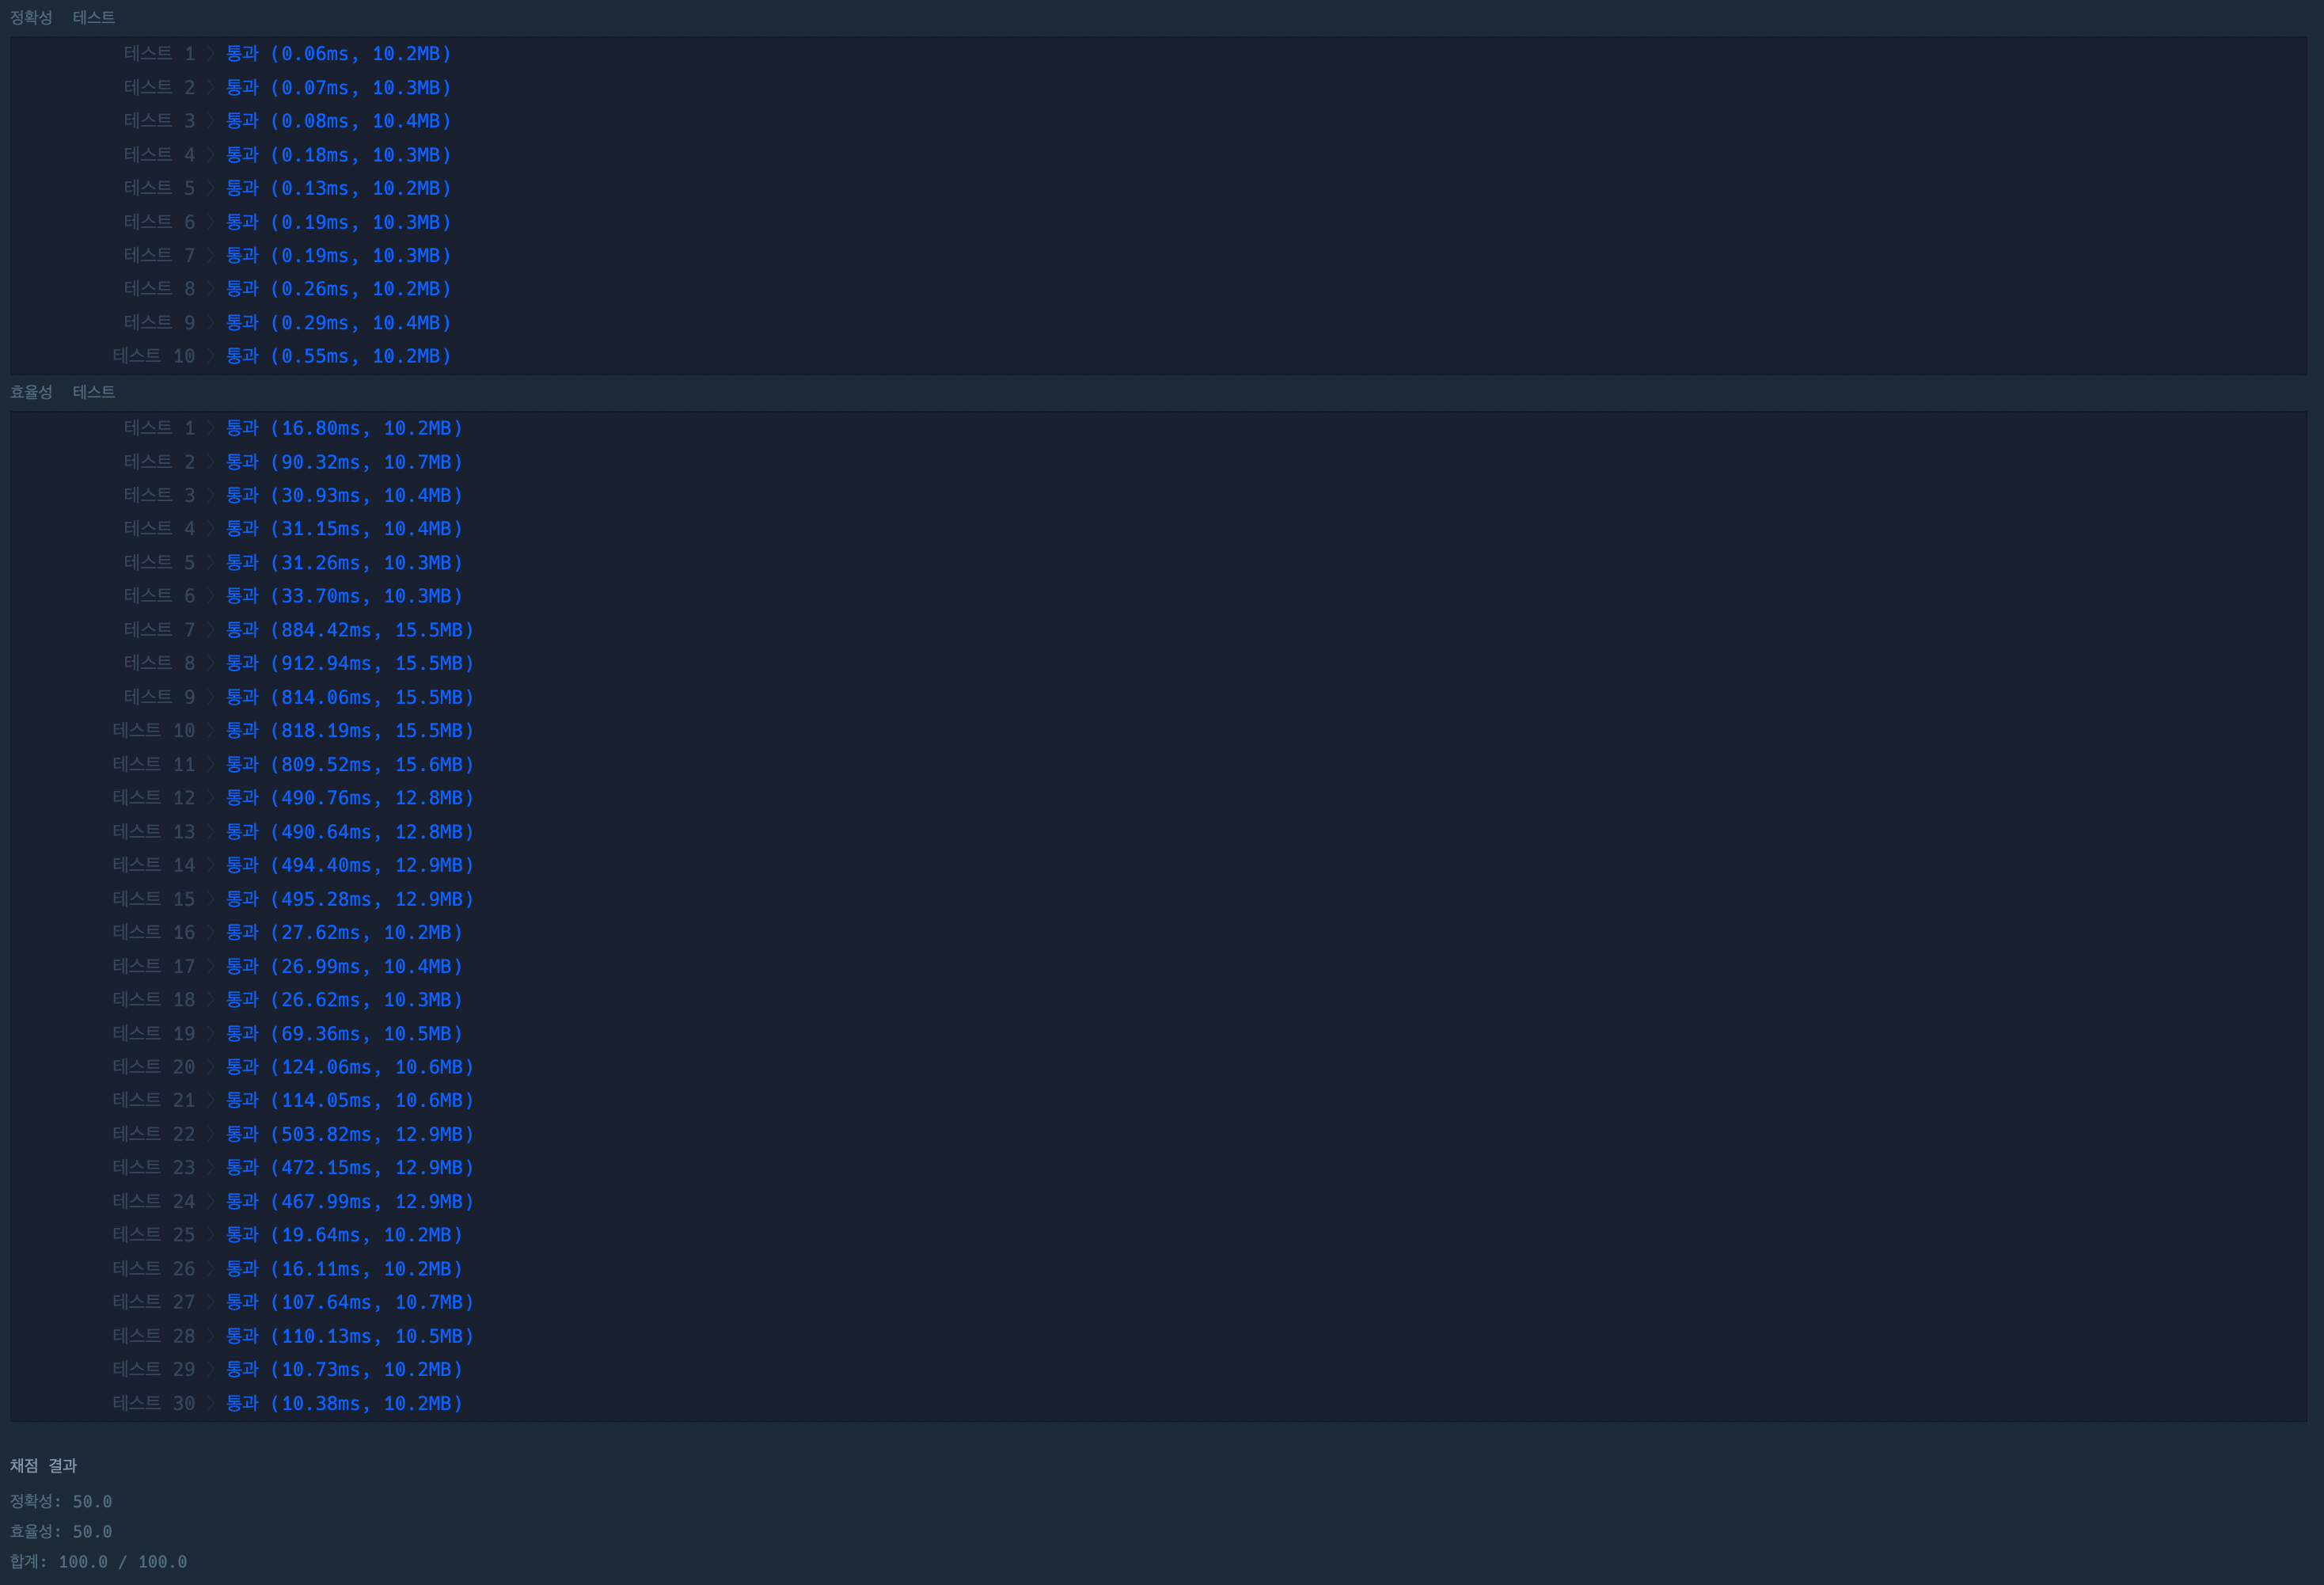 정확성 테스트
테스트 1 〉 통과 (0.06ms, 10.2MB)
테스트 2 〉 통과 (0.07ms, 10.3MB)
테스트 3 〉 통과 (0.08ms, 10.4MB)
테스트 4 〉 통과 (0.18ms, 10.3MB)
테스트 5 〉 통과 (0.13ms, 10.2MB)
테스트 6 〉 통과 (0.19ms, 10.3MB)
테스트 7 〉 통과 (0.19ms, 10.3MB)
테스트 8 〉 통과 (0.26ms, 10.2MB)
테스트 9 〉 통과 (0.29ms, 10.4MB)
테스트 10 〉 통과 (0.55ms, 10.2MB)
효율성 테스트
테스트 1 〉 통과 (16.80ms, 10.2MB)
테스트 2 〉 통과 (90.32ms, 10.7MB)
테스트 3 〉 통과 (30.93ms, 10.4MB)
테스트 4 〉 통과 (31.15ms, 10.4MB)
테스트 5 〉 통과 (31.26ms, 10.3MB)
테스트 6 〉 통과 (33.70ms, 10.3MB)
테스트 7 〉 통과 (884.42ms, 15.5MB)
테스트 8 〉 통과 (912.94ms, 15.5MB)
테스트 9 〉 통과 (814.06ms, 15.5MB)
테스트 10 〉 통과 (818.19ms, 15.5MB)
테스트 11 〉 통과 (809.52ms, 15.6MB)
테스트 12 〉 통과 (490.76ms, 12.8MB)
테스트 13 〉 통과 (490.64ms, 12.8MB)
테스트 14 〉 통과 (494.40ms, 12.9MB)
테스트 15 〉 통과 (495.28ms, 12.9MB)
테스트 16 〉 통과 (27.62ms, 10.2MB)
테스트 17 〉 통과 (26.99ms, 10.4MB)
테스트 18 〉 통과 (26.62ms, 10.3MB)
테스트 19 〉 통과 (69.36ms, 10.5MB)
테스트 20 〉 통과 (124.06ms, 10.6MB)
테스트 21 〉 통과 (114.05ms, 10.6MB)
테스트 22 〉 통과 (503.82ms, 12.9MB)
테스트 23 〉 통과 (472.15ms, 12.9MB)
테스트 24 〉 통과 (467.99ms, 12.9MB)
테스트 25 〉 통과 (19.64ms, 10.2MB)
테스트 26 〉 통과 (16.11ms, 10.2MB)
테스트 27 〉 통과 (107.64ms, 10.7MB)
테스트 28 〉 통과 (110.13ms, 10.5MB)
테스트 29 〉 통과 (10.73ms, 10.2MB)
테스트 30 〉 통과 (10.38ms, 10.2MB)
채점 결과
정확성: 50.0
효율성: 50.0
합계: 100.0 / 100.0